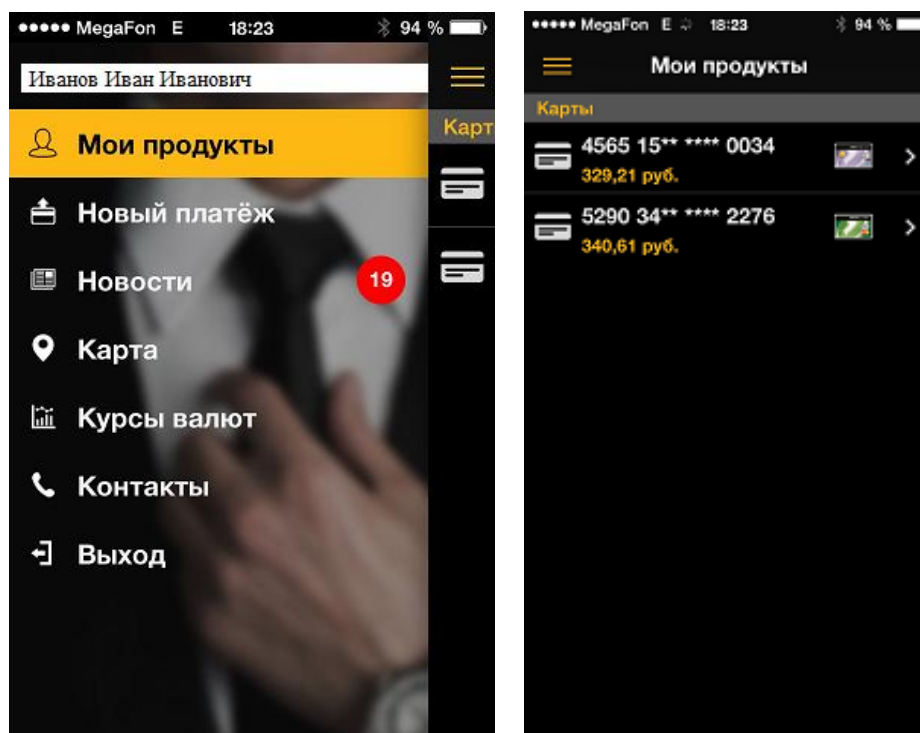 MegaFon E 18:23 94 %
Иванов Иван Иванович
Мои продукты
Новый платёж
Новости 19
Карта
Курсы валют
Контакты
Выход
Карт
MegaFon E 18:23 94 %
Мои продукты
Карты
4565 15** **** 0034
329,21 руб.
5290 34** **** 2276
340,61 руб.